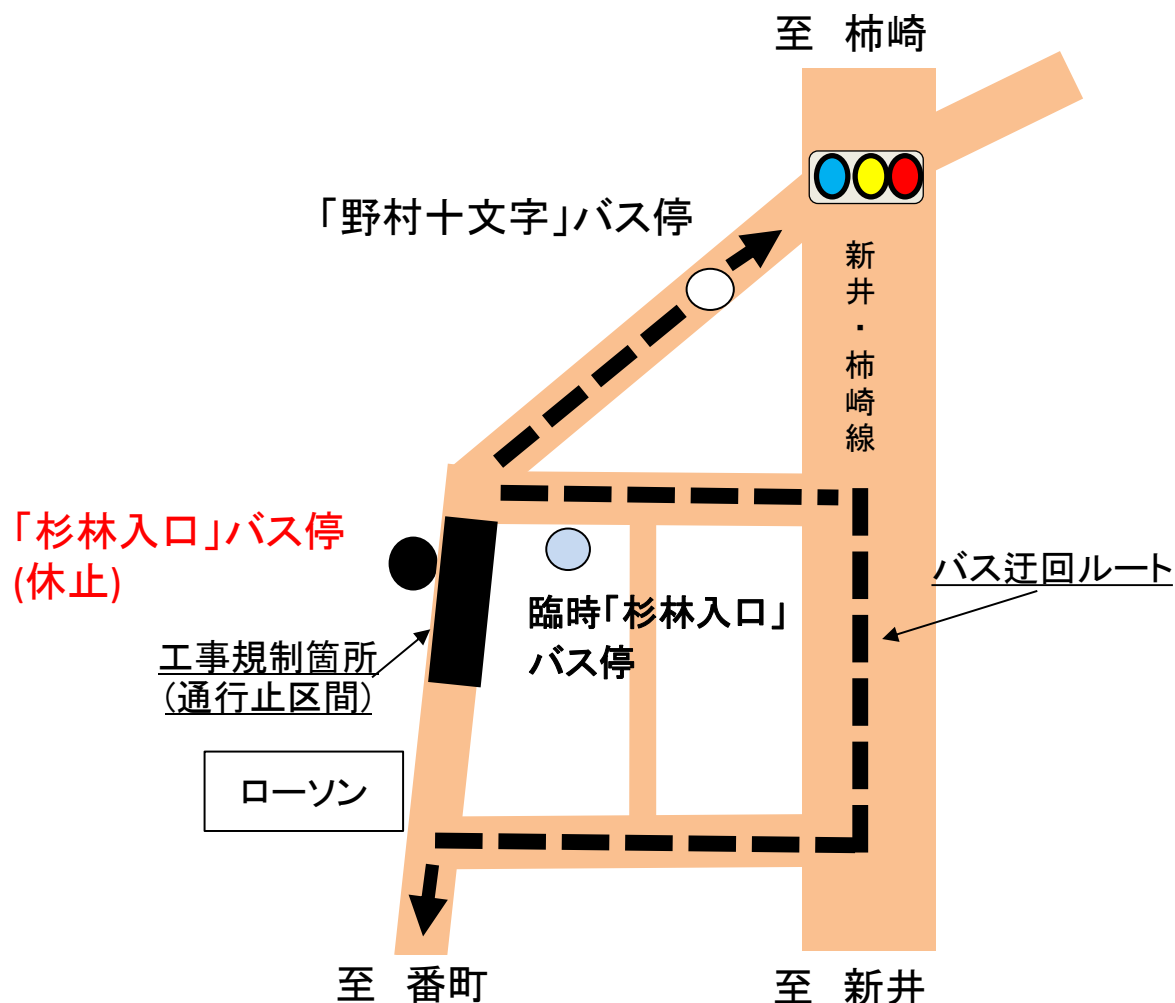 至　柿崎
「野村十文字」バス停
新井・柿崎線
「杉林入口」バス停
(休止)
バス迂回ルート
臨時「杉林入口」
バス停
工事規制箇所
(通行止区間)
ローソン
至　番町
至　新井